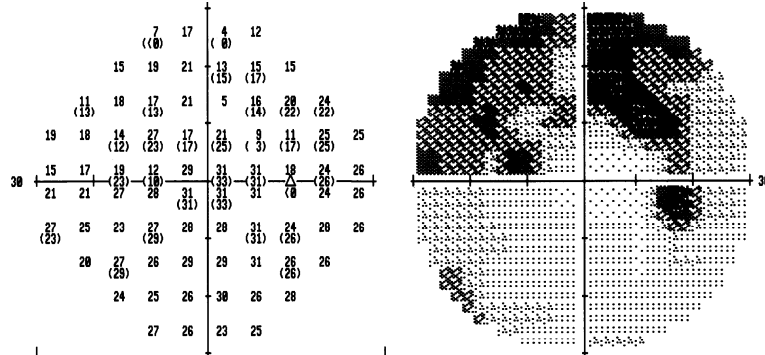 7 17 4 12
((0) ( 0)
15 19 21 13 15 15
(15) (17)
11 18 17 21 5 16 20 24
(13) (13) (14) (22) (22)
19 18 14 27 17 21 9 11 25 25
(12) (23) (17) (25) ( 3) (17) (25)
15 17 19 12 29 31 31 18 24 26
30 (23) (10) (33) (31) (26) 30
21 21 27 28 31 31 31 (0 24 26
(31) (33)
27 25 23 27 28 28 31 24 28 26
(23) (29) (31) (26)
20 27 26 29 29 31 26 26
(29) (26)
24 25 26 30 26 28
27 26 23 25